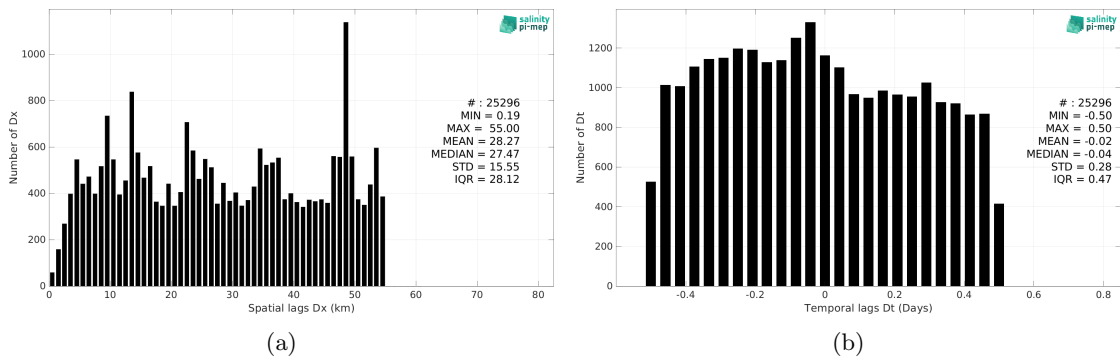 salinity
pi-mep
1000
800
600
400
200
0
Number of Dx
# : 25296
MIN = 0.19
MAX = 55.00
MEAN = 28.27
MEDIAN = 27.47
STD = 15.55
IQR = 28.12
0 10 20 30 40 50 60 70 80
Spatial lags Dx (km)
(a)
salinity
pi-mep
1200
1000
800
600
400
200
0
Number of Dt
# : 25296
MIN = -0.50
MAX = 0.50
MEAN = -0.02
MEDIAN = -0.04
STD = 0.28
IQR = 0.47
-0.4 -0.2 0 0.2 0.4 0.6 0.8
Temporal lags Dt (Days)
(b)